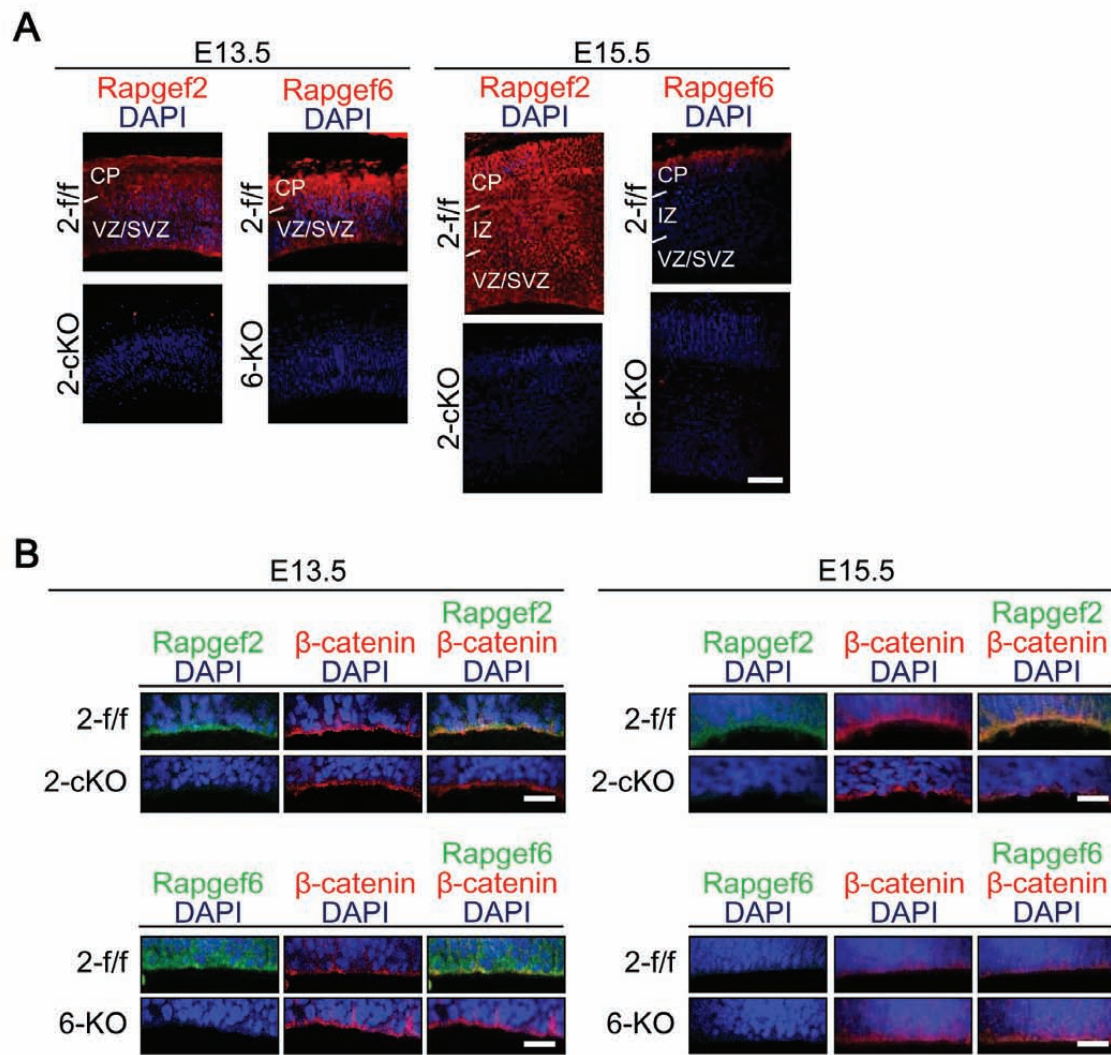 A
E13.5
E15.5
Rapgef2
DAPI
Rapgef6
DAPI
Rapgef2
DAPI
Rapgef6
DAPI
2-f/f
CP
VZ/SVZ
2-f/f
CP
VZ/SVZ
2-f/f
CP
IZ
VZ/SVZ
2-f/f
CP
IZ
VZ/SVZ
2-cKO
6-KO
2-cKO
6-KO
B
E13.5
E15.5
Rapgef2
DAPI
β-catenin
DAPI
Rapgef2
β-catenin
DAPI
Rapgef2
DAPI
β-catenin
DAPI
Rapgef2
β-catenin
DAPI
2-f/f
2-cKO
2-f/f
2-cKO
Rapgef6
DAPI
β-catenin
DAPI
Rapgef6
β-catenin
DAPI
Rapgef6
DAPI
β-catenin
DAPI
Rapgef6
β-catenin
DAPI
2-f/f
6-KO
2-f/f
6-KO